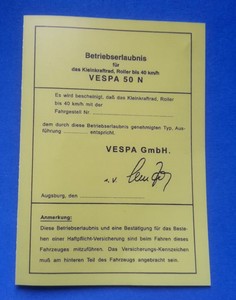 Betriebserlaubnis
für
das Kleinkraftrad, Roller bis 40 km/h
VESPA 50 N
Es wird bescheinigt, daß das Kleinkraftrad, Roller
bis 40 km/h mit der
Fahrgestell für
dem durch diese Betriebserlaubnis genehmigten Typ, Aus-
führung entspricht.
VESPA GmbH.
Augsburg, den
Anmerkung:
Diese Betriebserlaubnis und eine Bestätigung für das Beste-
hen einer Haftpflicht-Versicherung sind beim Fahren dieses
Fahrzeuges mitzuführen. Das Versicherungs-Kennzeichen
muß am hinteren Teil des Fahrzeugs angebracht sein.